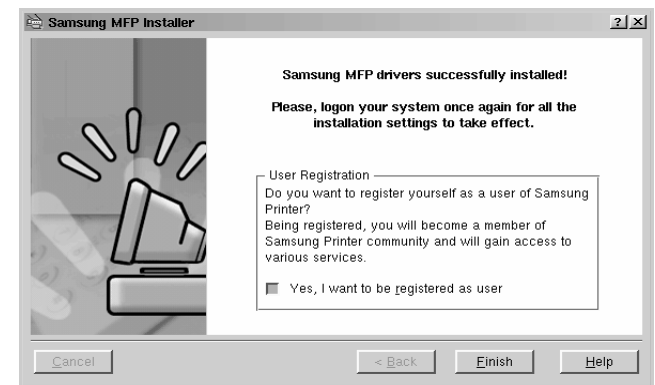 Samsung MFP Installer
? X
Samsung MFP drivers successfully installed!
Please, logon your system once again for all the
installation settings to take effect.
User Registration
Do you want to register yourself as a user of Samsung
Printer?
Being registered, you will become a member of
Samsung Printer community and will gain access to
various services.
Yes, I want to be registered as user
Cancel
< Back
Finish
Help